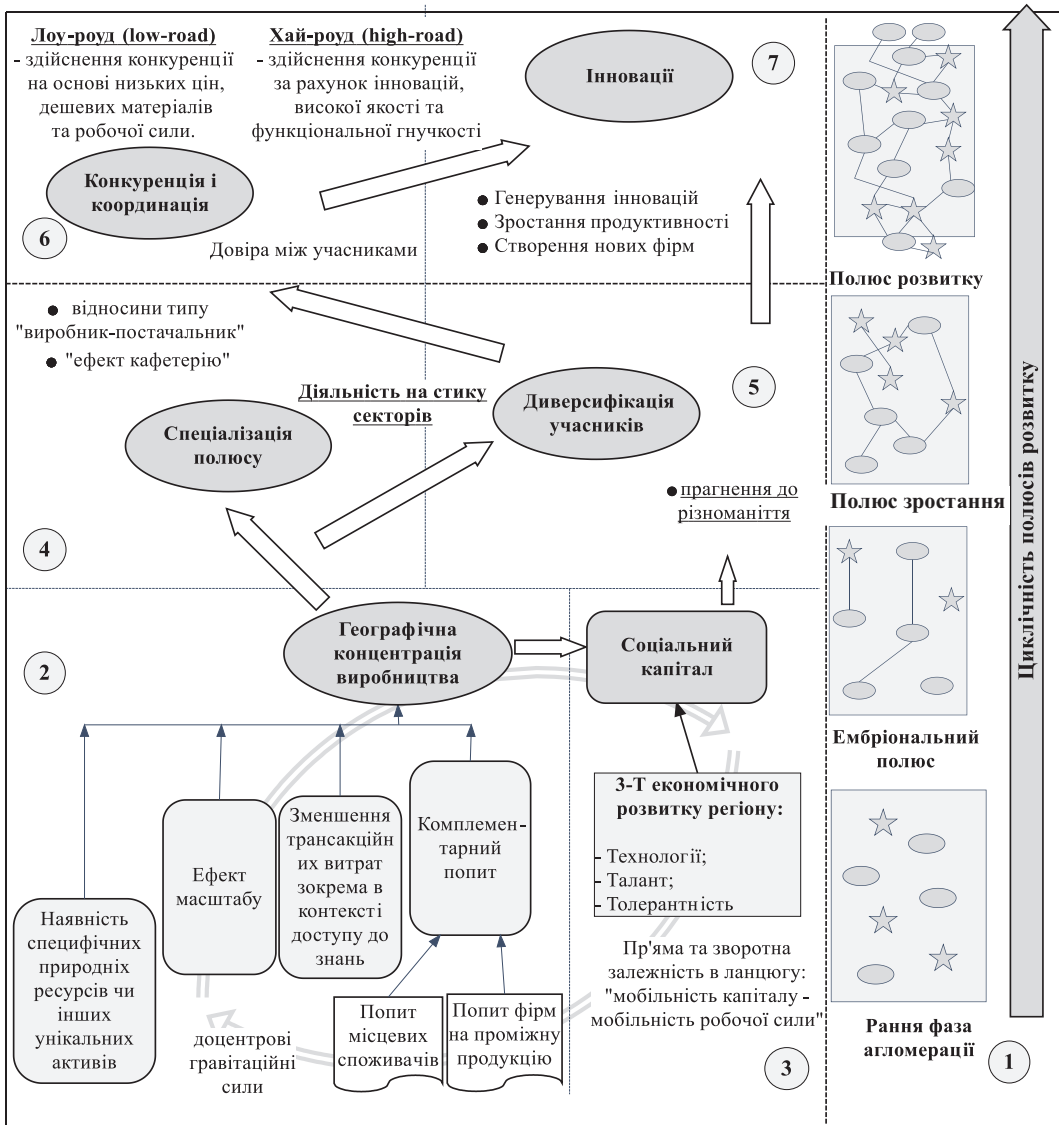 Лоу-роуд (low-road)
- здійснення конкуренції
на основі низьких цін,
дешевих матеріалів
та робочої сили.
Хай-роуд (high-road)
- здійснення конкуренції
за рахунок інновацій,
високої якості та
функціональної гнучкості
Інновації
7
Конкуренція і
координація
6
Довіра між учасниками
● Генерування інновацій
● Зростання продуктивності
● Створення нових фірм
Полюс розвитку
● відносини типу
"виробник-постачальник"
● "ефект кафетерію"
Діяльність на стику
секторів
Спеціалізація
полюсу
Диверсифікація
учасників
5
● прагнення до
різноманіття
4
Полюс зростання
Географічна
концентрація
виробництва
Соціальний
капітал
2
Ембріональний
полюс
3-Т економічного
розвитку регіону:
- Технології;
- Талант;
- Толерантність
Наявність
специфічних
природніх
ресурсів чи
інших
унікальних
активів
Ефект
масштабу
Зменшення
трансакцій-
их витрат
зокрема в
контексті
доступу до
знань
Комплемен-
тарний
попит
Попит
місцевих
споживачів
Попит фірм
на проміжну
продукцію
доцентрові
гравітаційні
сили
Пр'яма та зворотна
залежність в ланцюгу:
"мобільність капіталу -
мобільність робочої сили"
3
Рання фаза
агломерації
1
Циклічність полюсів розвитку